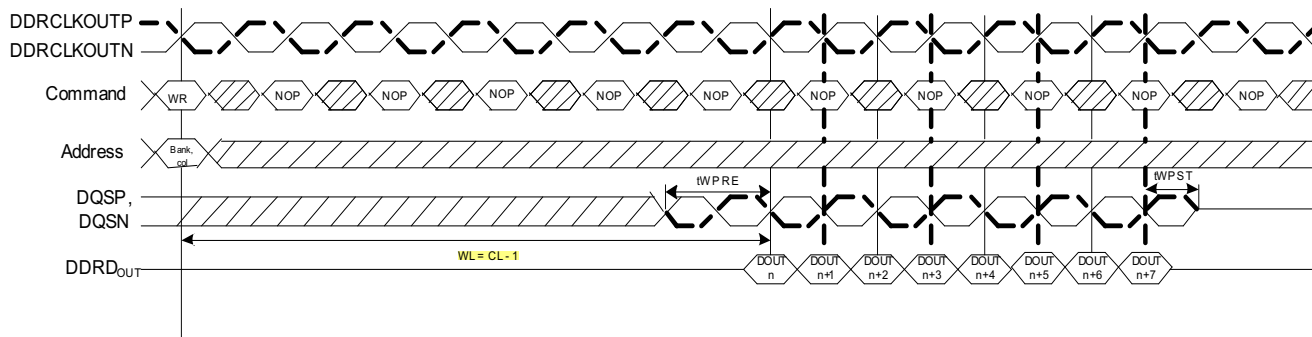 DDRCLKOUTP
DDRCLKOUTN
Command WR NOP NOP NOP NOP NOP NOP NOP NOP NOP NOP
Address Bank,
col
tWPRE tWPST
DQSP,
DQSN
WL = CL - 1
DDRDOUT DOUT DOUT DOUT DOUT DOUT DOUT DOUT DOUT
n n+1 n+2 n+3 n+4 n+5 n+6 n+7